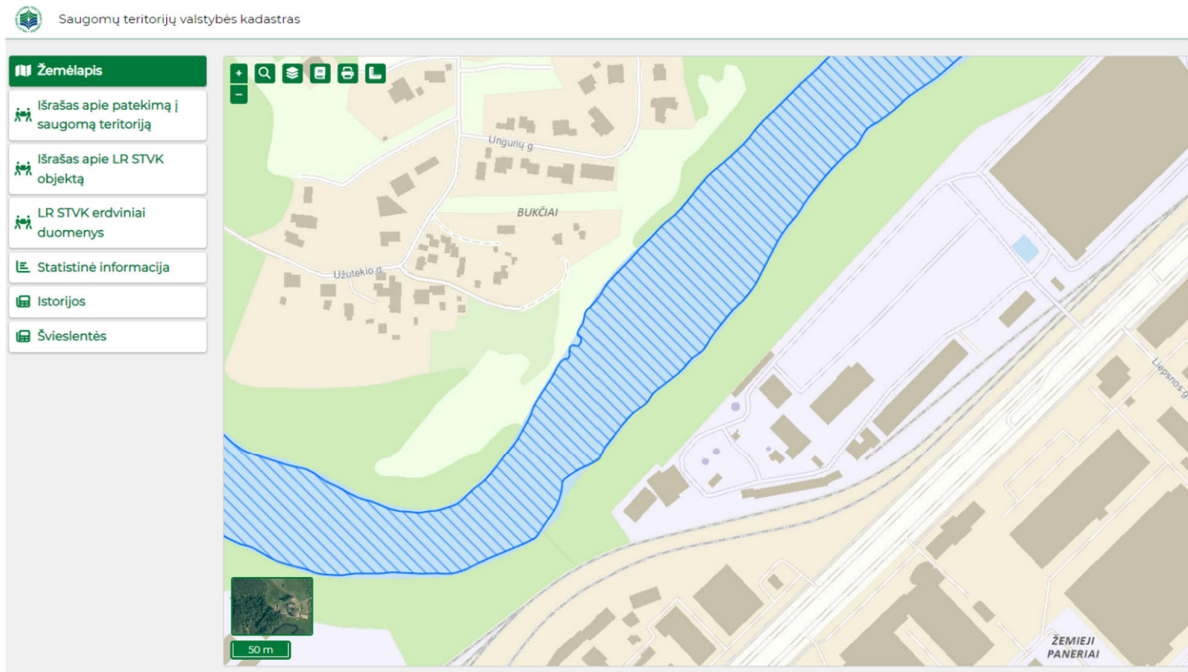 Saugomų teritorijų valstybės kadastras
Žemėlapis
Išrašas apie patekimą į
saugomą teritoriją
Išrašas apie LR STVK
objektą
LR STVK erdviniai
duomenys
Statistinė informacija
Istorijos
Švieslentės
+
−
Ungurių g.
BUKČIAI
Užutekio g.
Liepsnos g.
ŽEMIEJI
PANERIAI
50 m